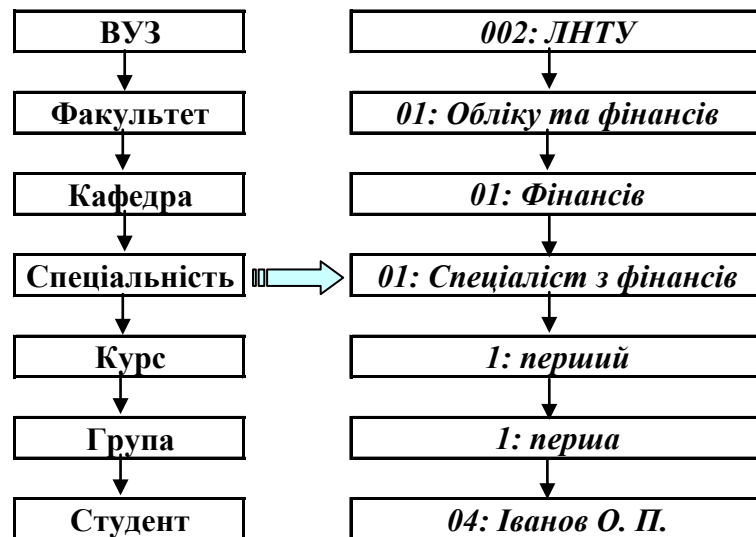 ВУЗ
002: ЛНТУ
Факультет
01: Обліку та фінансів
Кафедра
01: Фінансів
Спеціальність
01: Спеціаліст з фінансів
Курс
1: перший
Група
1: перша
Студент
04: Іванов О. П.